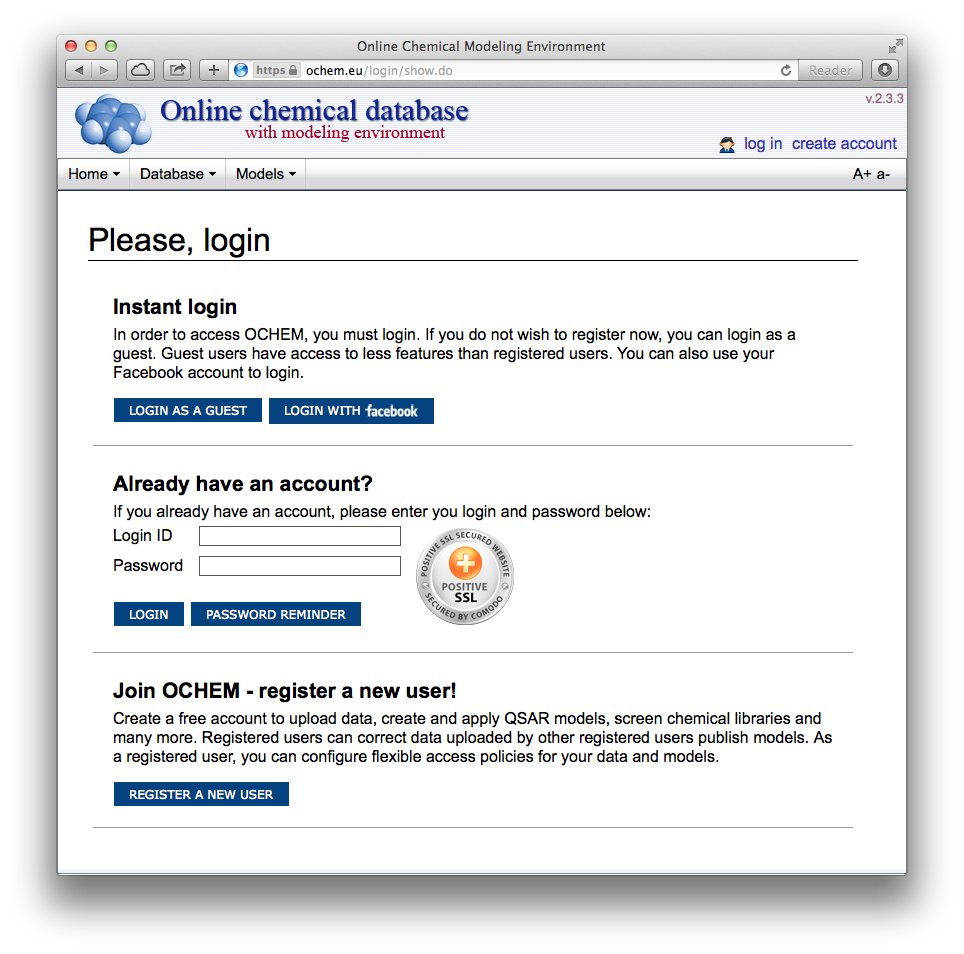 Online Chemical Modeling Environment
https ochem.eu/login/show.do
Reader
Online chemical database
with modeling environment
v.2.3.3
log in create account
Home Database Models A+ a-
Please, login
Instant login
In order to access OCHEM, you must login. If you do not wish to register now, you can login as a
guest. Guest users have access to less features than registered users. You can also use your
Facebook account to login.
LOGIN AS A GUEST LOGIN WITH facebook
Already have an account?
If you already have an account, please enter you login and password below:
Login ID
Password
POSITIVE SSL SECURED WEBSITE
POSITIVE
SSL
SECURED BY COMODO
LOGIN PASSWORD REMINDER
Join OCHEM - register a new user!
Create a free account to upload data, create and apply QSAR models, screen chemical libraries and
many more. Registered users can correct data uploaded by other registered users publish models. As
a registered user, you can configure flexible access policies for your data and models.
REGISTER A NEW USER